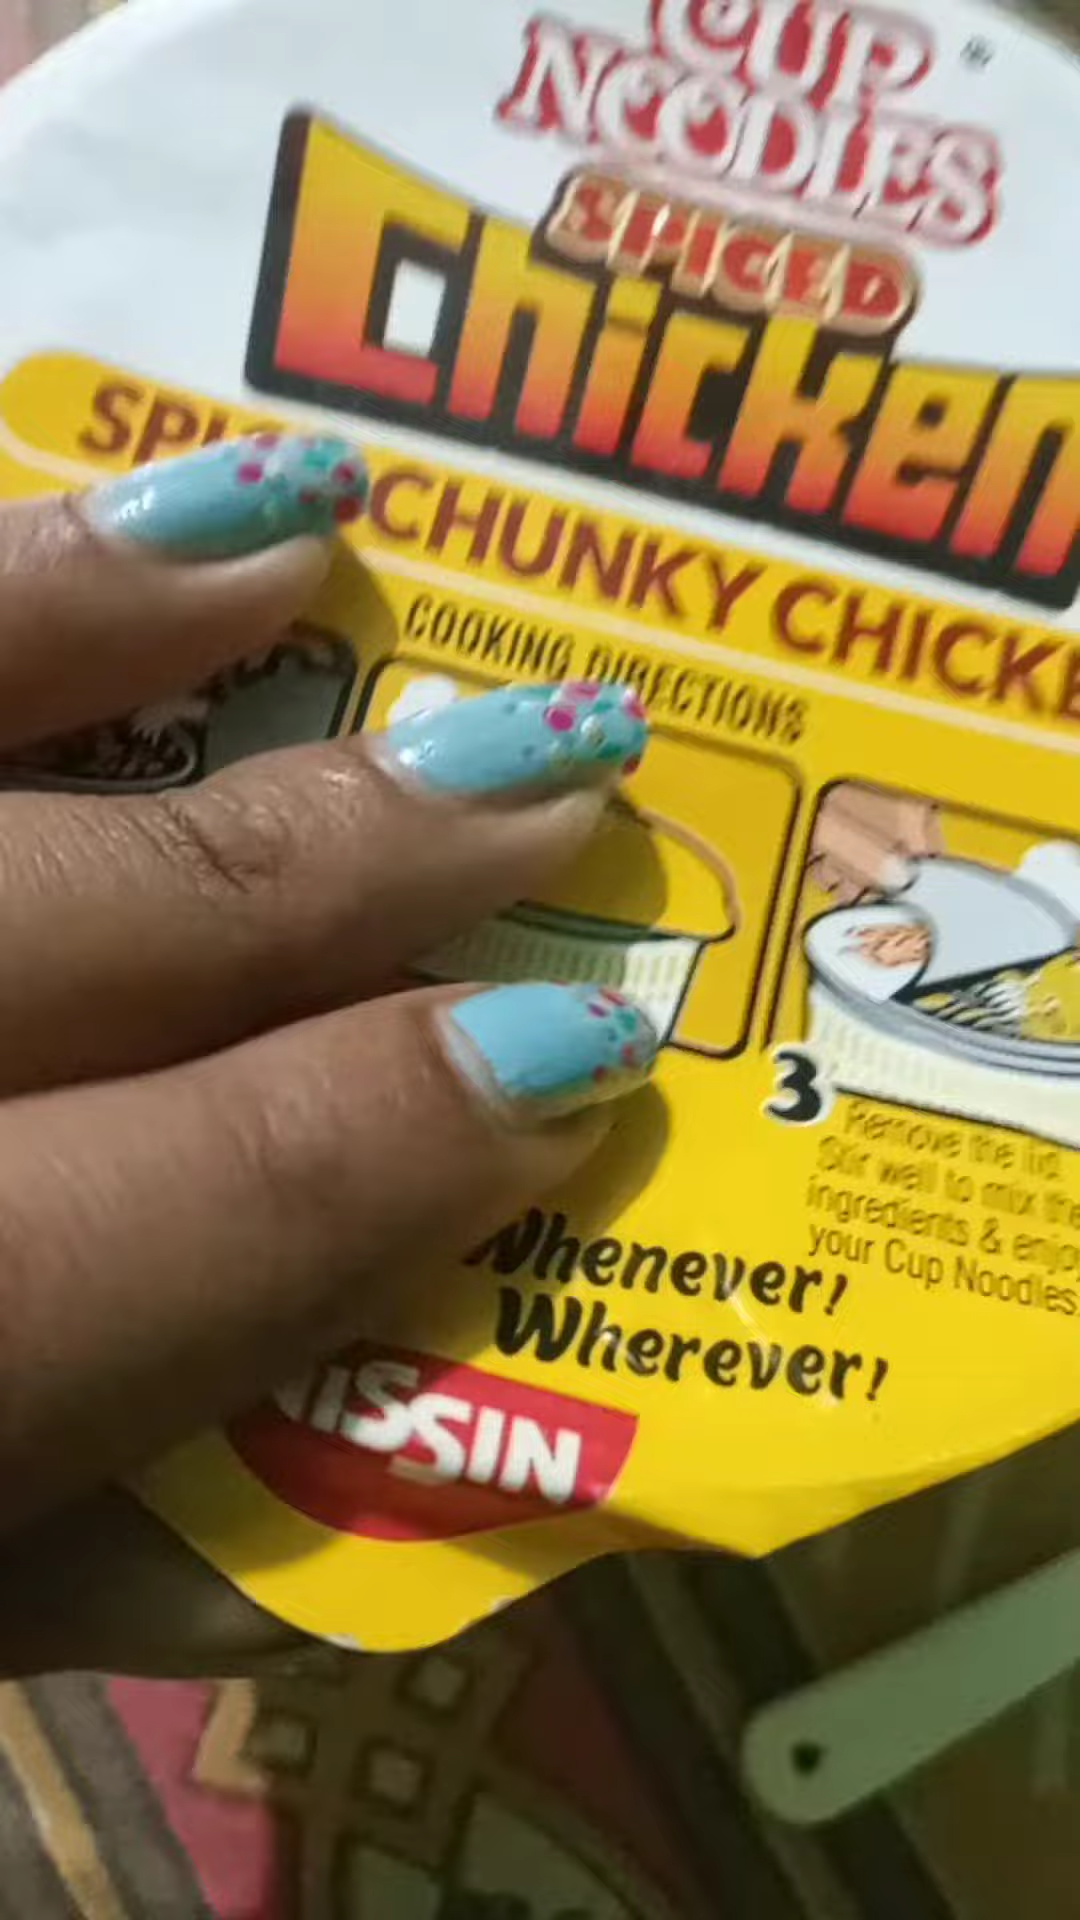 CUP
NOODLES
®
SPICED
Chicken
CHUNKY
COOKING DIRECTIONS
3
Remove the lid.
Stir well to mix the
ingredients & enjoy
your Cup Noodles.
Whenever!
Wherever!
NISSIN